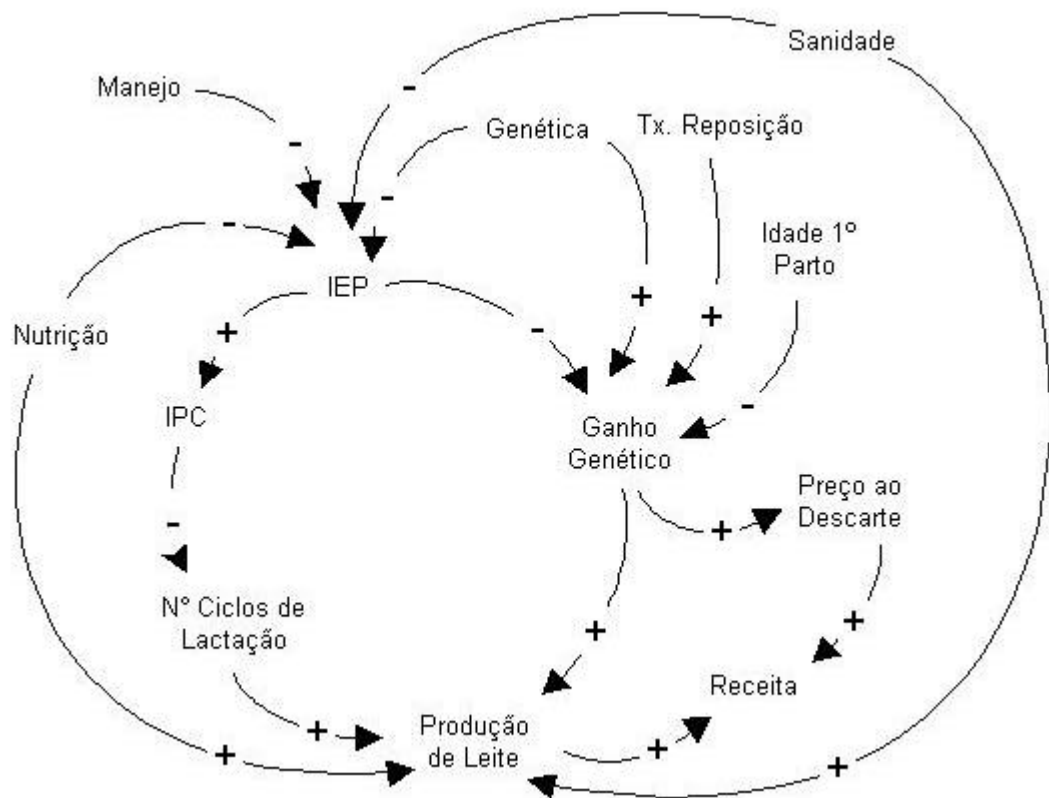 Sanidade
Manejo
-
-
Genética
Tx. Reposição
-
-
-
Idade 1º
Parto
IEP
+
+
Nutrição
+
-
IPC
-
Ganho
Genético
Preço ao
Descarte
-
+
N° Ciclos de
Lactação
+
+
Receita
+
Produção
de Leite
+
+
+